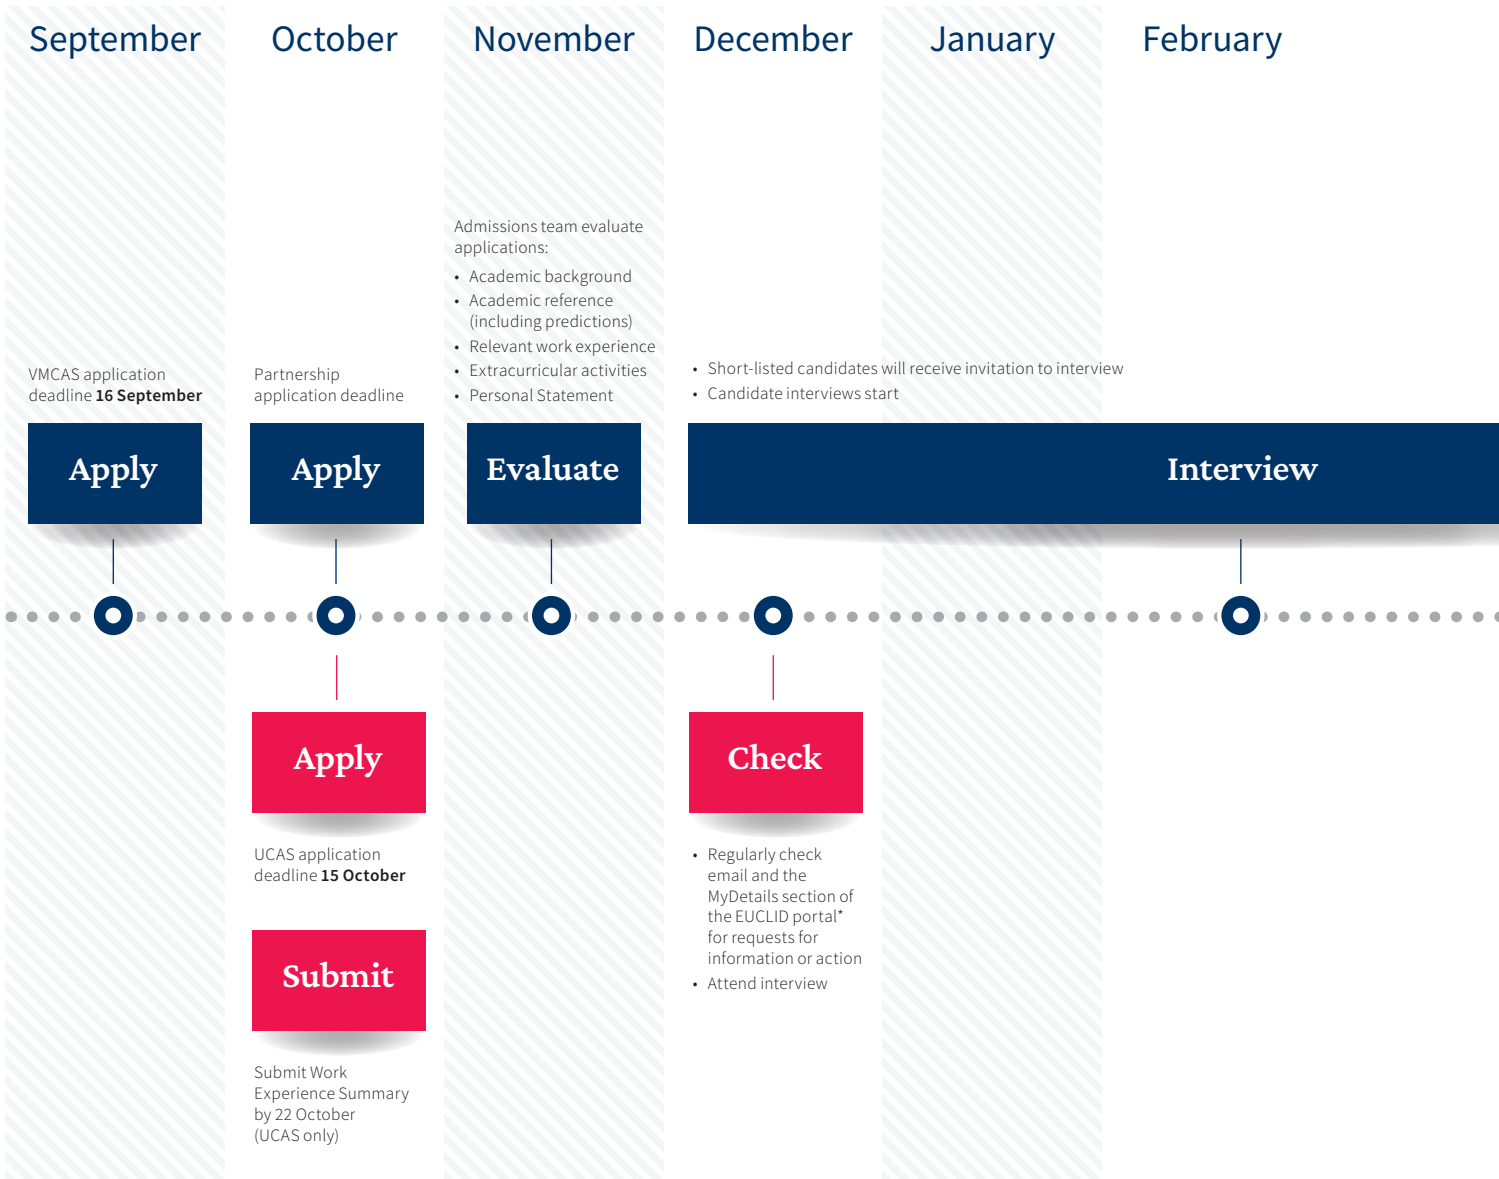 September
October
November
December
January
February
VMCAS application
deadline 16 September
Apply
Partnership
application deadline
Apply
Admissions team evaluate
applications:
• Academic background
• Academic reference
(including predictions)
• Relevant work experience
• Extracurricular activities
• Personal Statement
Evaluate
• Short-listed candidates will receive invitation to interview
• Candidate interviews start
Interview
Apply
UCAS application
deadline 15 October
Submit
Submit Work
Experience Summary
by 22 October
(UCAS only)
Check
• Regularly check
email and the
MyDetails section of
the EUCLID portal*
for requests for
information or action
• Attend interview